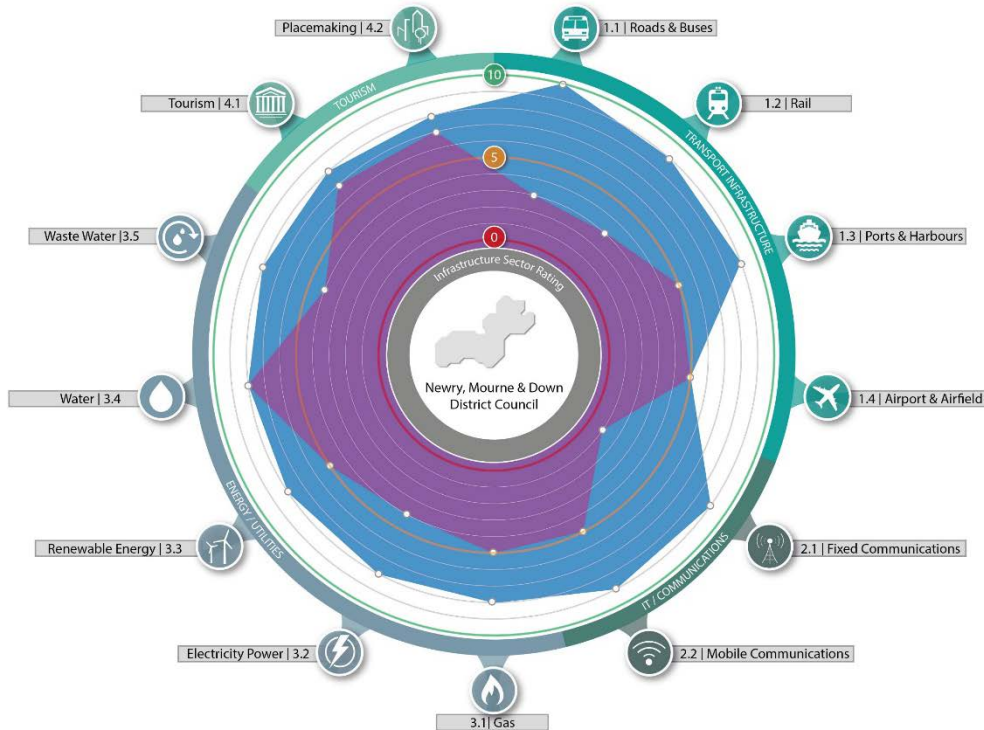 Placemaking | 4.2
1.1 | Roads & Buses
Tourism | 4.1
1.2 | Rail
10
TOURISM
TRANSPORT INFRASTRUCTURE
5
Waste Water |3.5
1.3 | Ports & Harbours
0
Infrastructure Sector Rating
Newry, Mourne & Down
District Council
Water |3.4
1.4 | Airport & Airfield
ENERGY / UTILITIES
IT / COMMUNICATIONS
Renewable Energy | 3.3
2.1 | Fixed Communications
Electricity Power | 3.2
2.2 | Mobile Communications
3.1| Gas